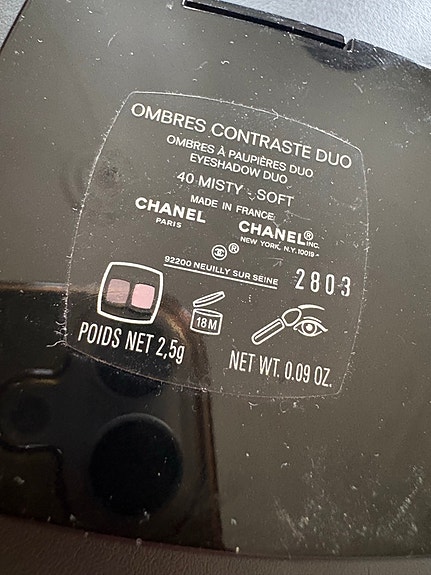 OMBRES CONTRASTE DUO
OMBRES À PAUPIÈRES DUO
EYESHADOW DUO
40 MISTY - SOFT
MADE IN FRANCE
CHANEL CHANEL® INC.
PARIS NEW YORK, N.Y. 10019 -
®
92200 NEUILLY SUR SEINE 2803
18M
POIDS NET 2,5g NET WT. 0.09 OZ.